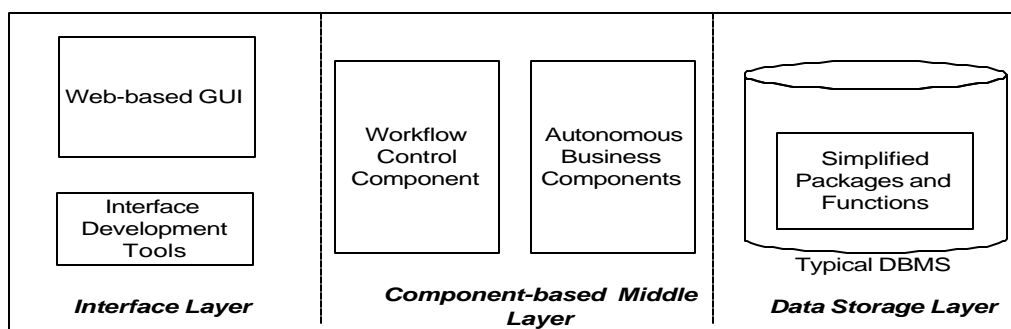 Web-based GUI
Interface
Development
Tools
Interface Layer
Workflow
Control
Component
Autonomous
Business
Components
Component-based Middle
Layer
Simplified
Packages and
Functions
Typical DBMS
Data Storage Layer